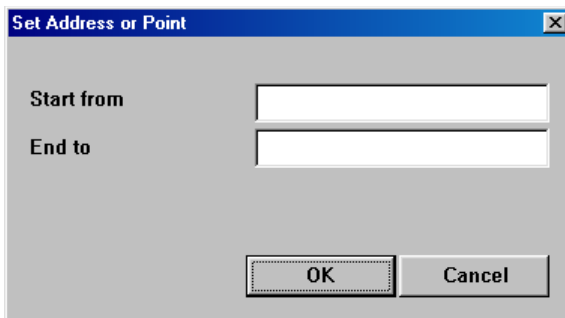 Set Address or Point
Start from
End to
OK Cancel